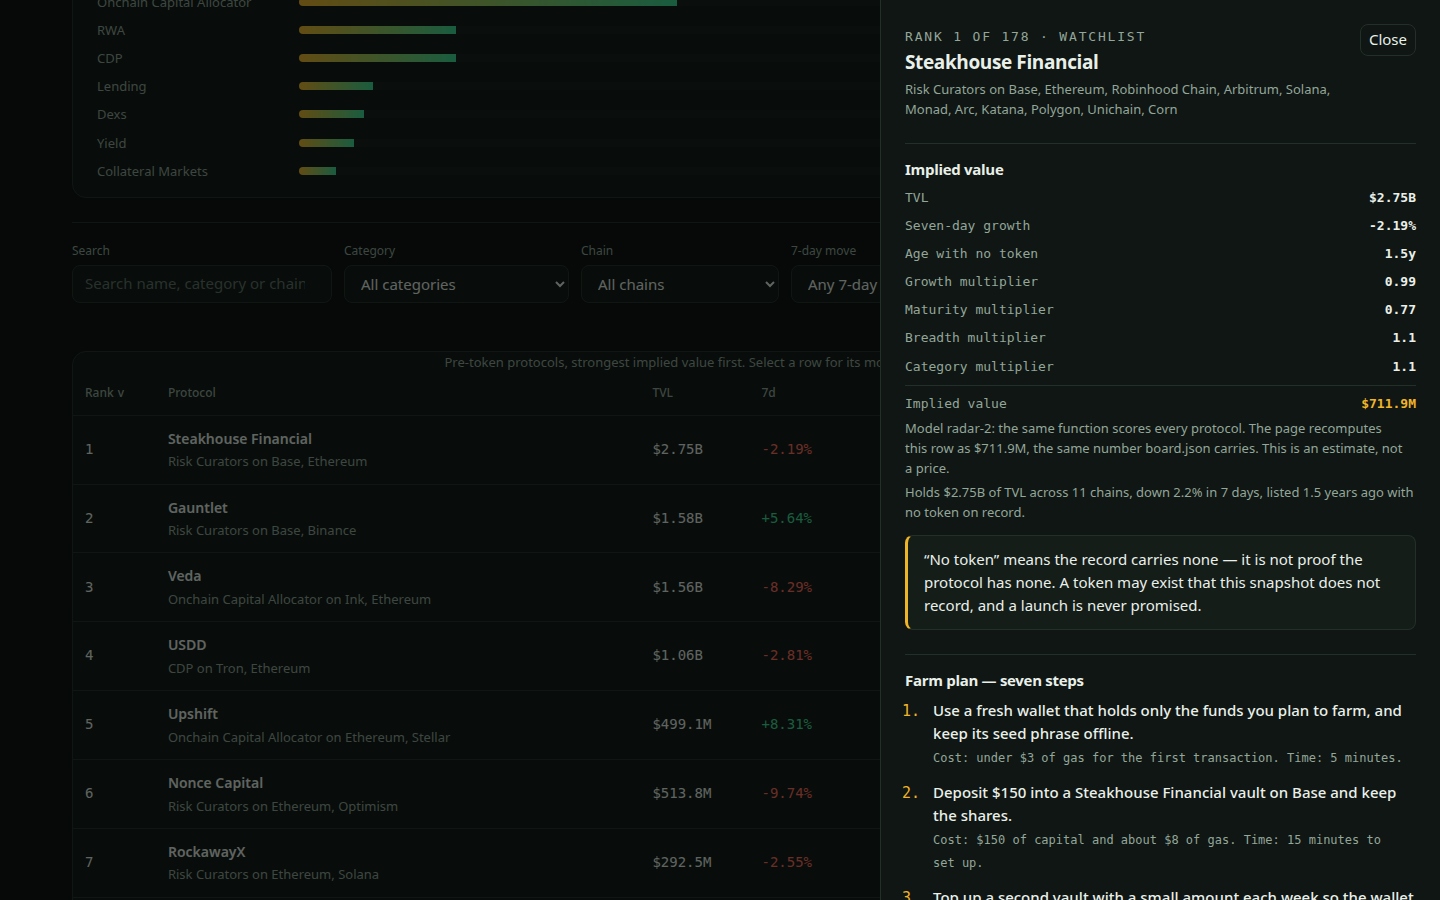 Onchain Capital Allocator
RWA
CDP
Lending
Dexs
Yield
Collateral Markets
Search
Category
Chain
7-day move
Search name, category or chain
All categories
All chains
Any 7-day
Pre-token protocols, strongest implied value first. Select a row for its mo
Rank v Protocol TVL 7d
1 Steakhouse Financial $2.75B -2.19%
Risk Curators on Base, Ethereum
2 Gauntlet $1.58B +5.64%
Risk Curators on Base, Binance
3 Veda $1.56B -8.29%
Onchain Capital Allocator on Ink, Ethereum
4 USDD $1.06B -2.81%
CDP on Tron, Ethereum
5 Upshift $499.1M +8.31%
Onchain Capital Allocator on Ethereum, Stellar
6 Nonce Capital $513.8M -9.74%
Risk Curators on Ethereum, Optimism
7 RockawayX $292.5M -2.55%
Risk Curators on Ethereum, Solana
RANK 1 OF 178 · WATCHLIST
Close
Steakhouse Financial
Risk Curators on Base, Ethereum, Robinhood Chain, Arbitrum, Solana,
Monad, Arc, Katana, Polygon, Unichain, Corn
Implied value
TVL $2.75B
Seven-day growth -2.19%
Age with no token 1.5y
Growth multiplier 0.99
Maturity multiplier 0.77
Breadth multiplier 1.1
Category multiplier 1.1
Implied value $711.9M
Model radar-2: the same function scores every protocol. The page recomputes
this row as $711.9M, the same number board.json carries. This is an estimate, not
a price.
Holds $2.75B of TVL across 11 chains, down 2.2% in 7 days, listed 1.5 years ago with
no token on record.
“No token” means the record carries none — it is not proof the
protocol has none. A token may exist that this snapshot does not
record, and a launch is never promised.
Farm plan — seven steps
1. Use a fresh wallet that holds only the funds you plan to farm, and
keep its seed phrase offline.
Cost: under $3 of gas for the first transaction. Time: 5 minutes.
2. Deposit $150 into a Steakhouse Financial vault on Base and keep
the shares.
Cost: $150 of capital and about $8 of gas. Time: 15 minutes to
set up.
3. Top up a second vault with a small amount each week so the wallet